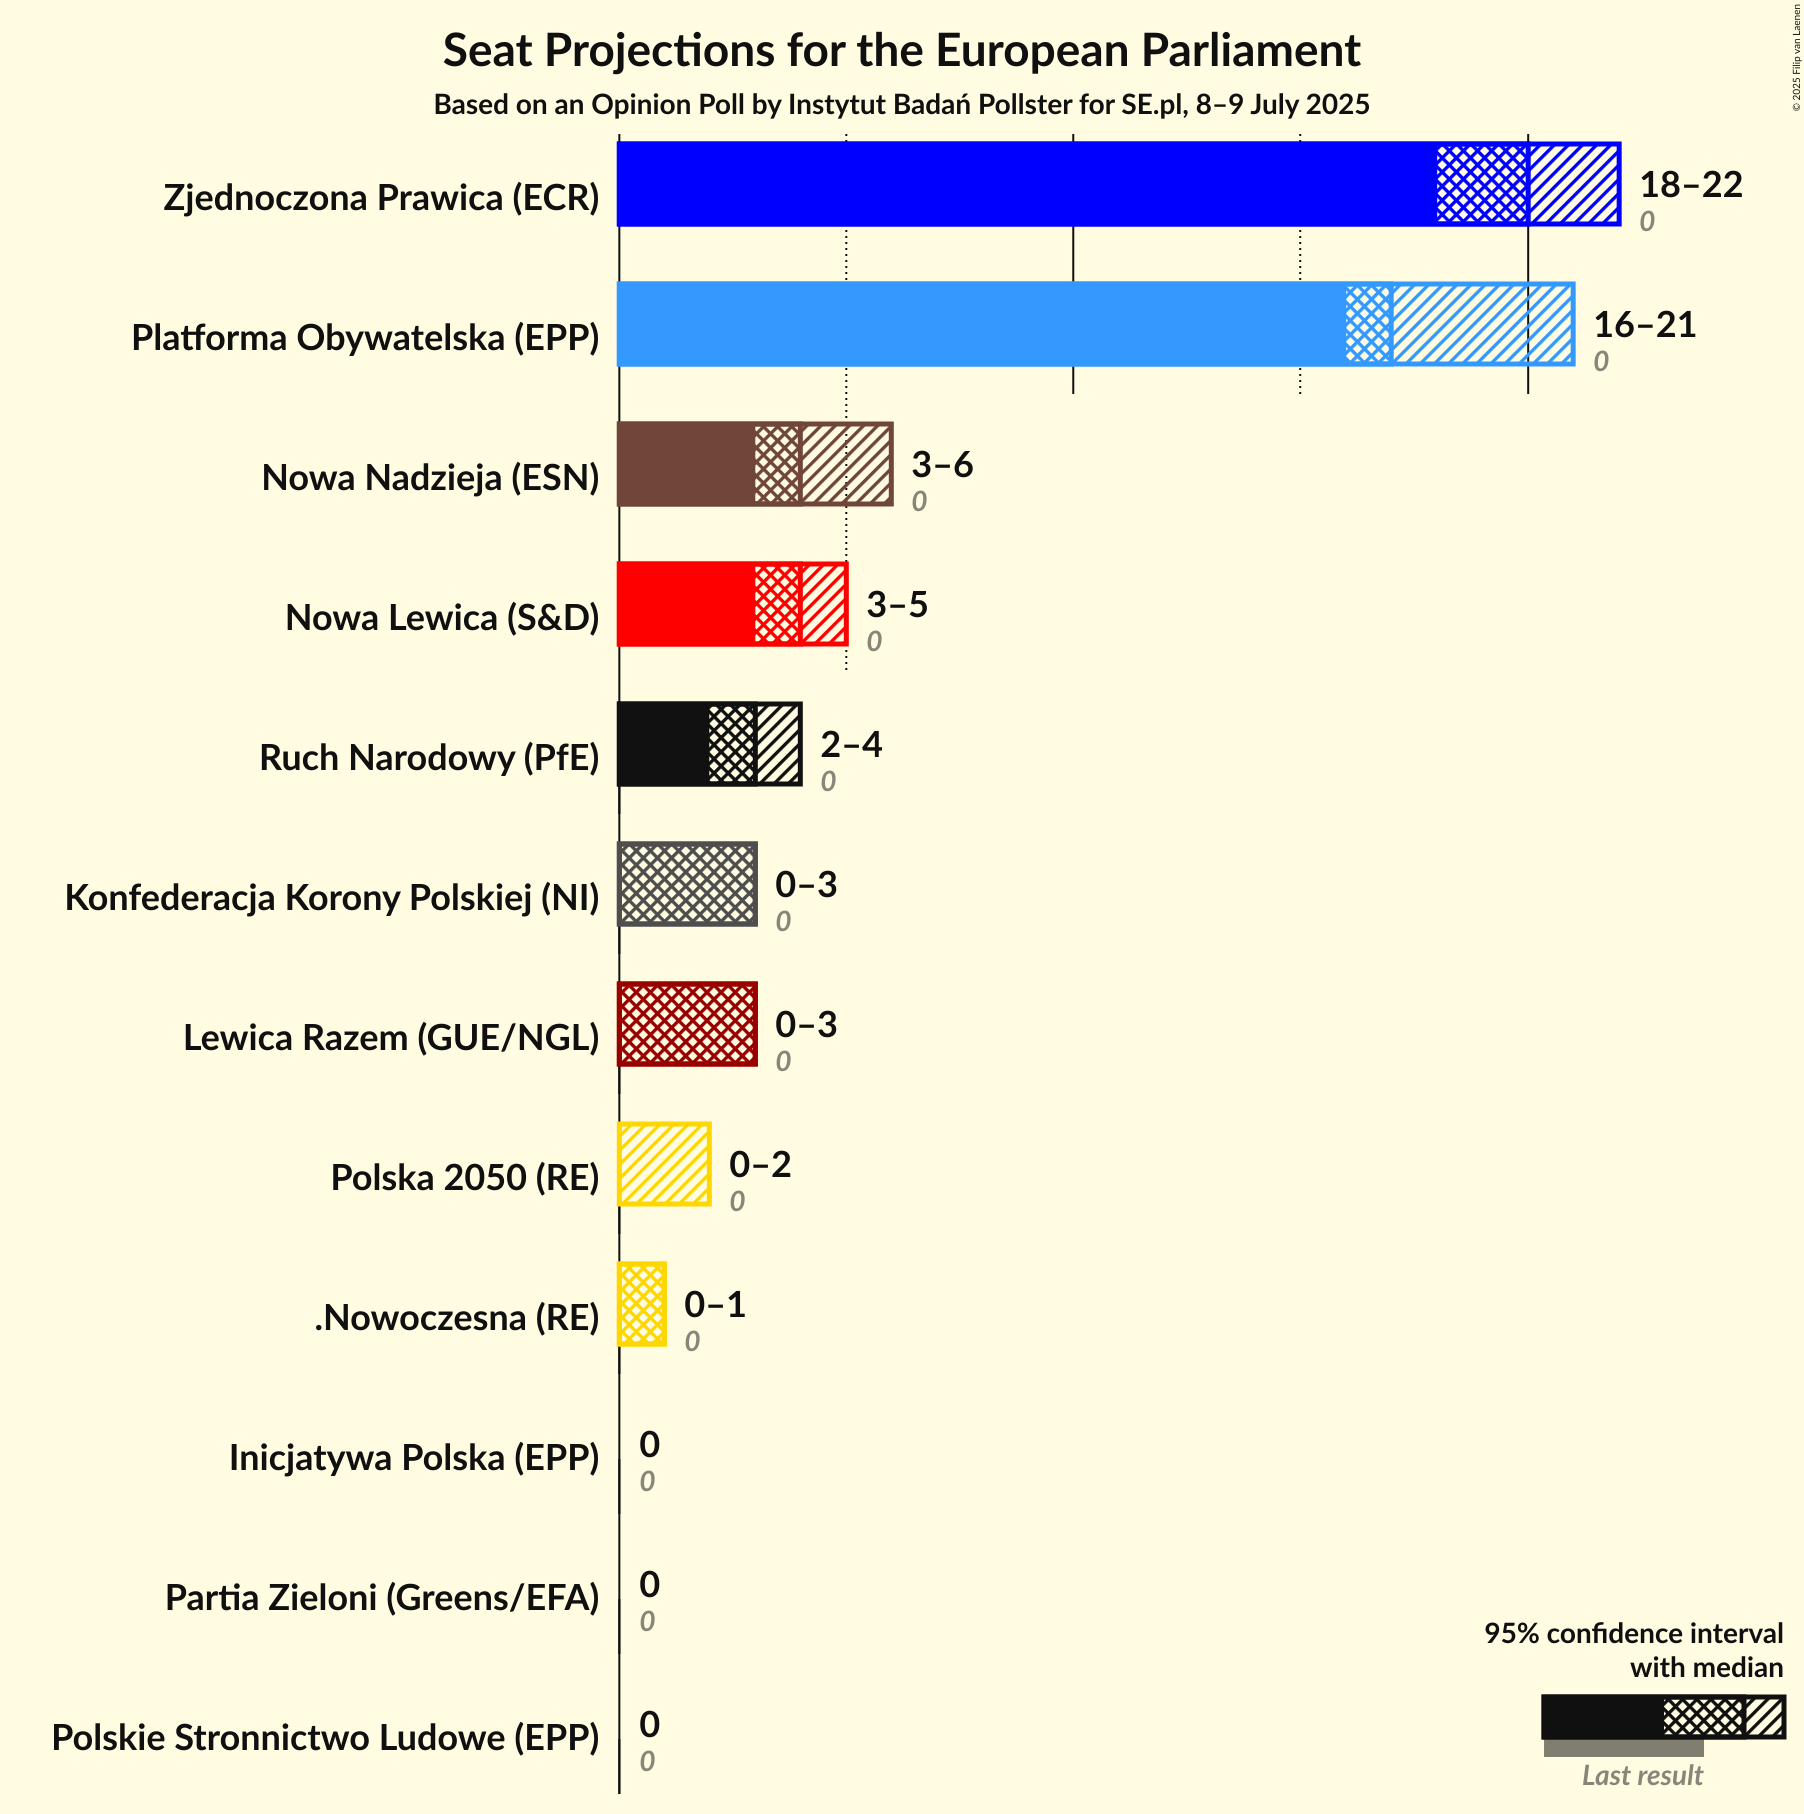 Seat Projections for the European Parliament
Based on an Opinion Poll by Instytut Badań Pollster for SE.pl, 8–9 July 2025
© 2025 Filip van Laenen
Zjednoczona Prawica (ECR)
18–22
0
Platforma Obywatelska (EPP)
16–21
0
Nowa Nadzieja (ESN)
3–6
0
Nowa Lewica (S&D)
3–5
0
Ruch Narodowy (PfE)
2–4
0
Konfederacja Korony Polskiej (NI)
0–3
0
Lewica Razem (GUE/NGL)
0–3
0
Polska 2050 (RE)
0–2
0
.Nowoczesna (RE)
0–1
0
Inicjatywa Polska (EPP)
0
0
Partia Zieloni (Greens/EFA)
0
0
Polskie Stronnictwo Ludowe (EPP)
0
0
95% confidence interval
with median
Last result